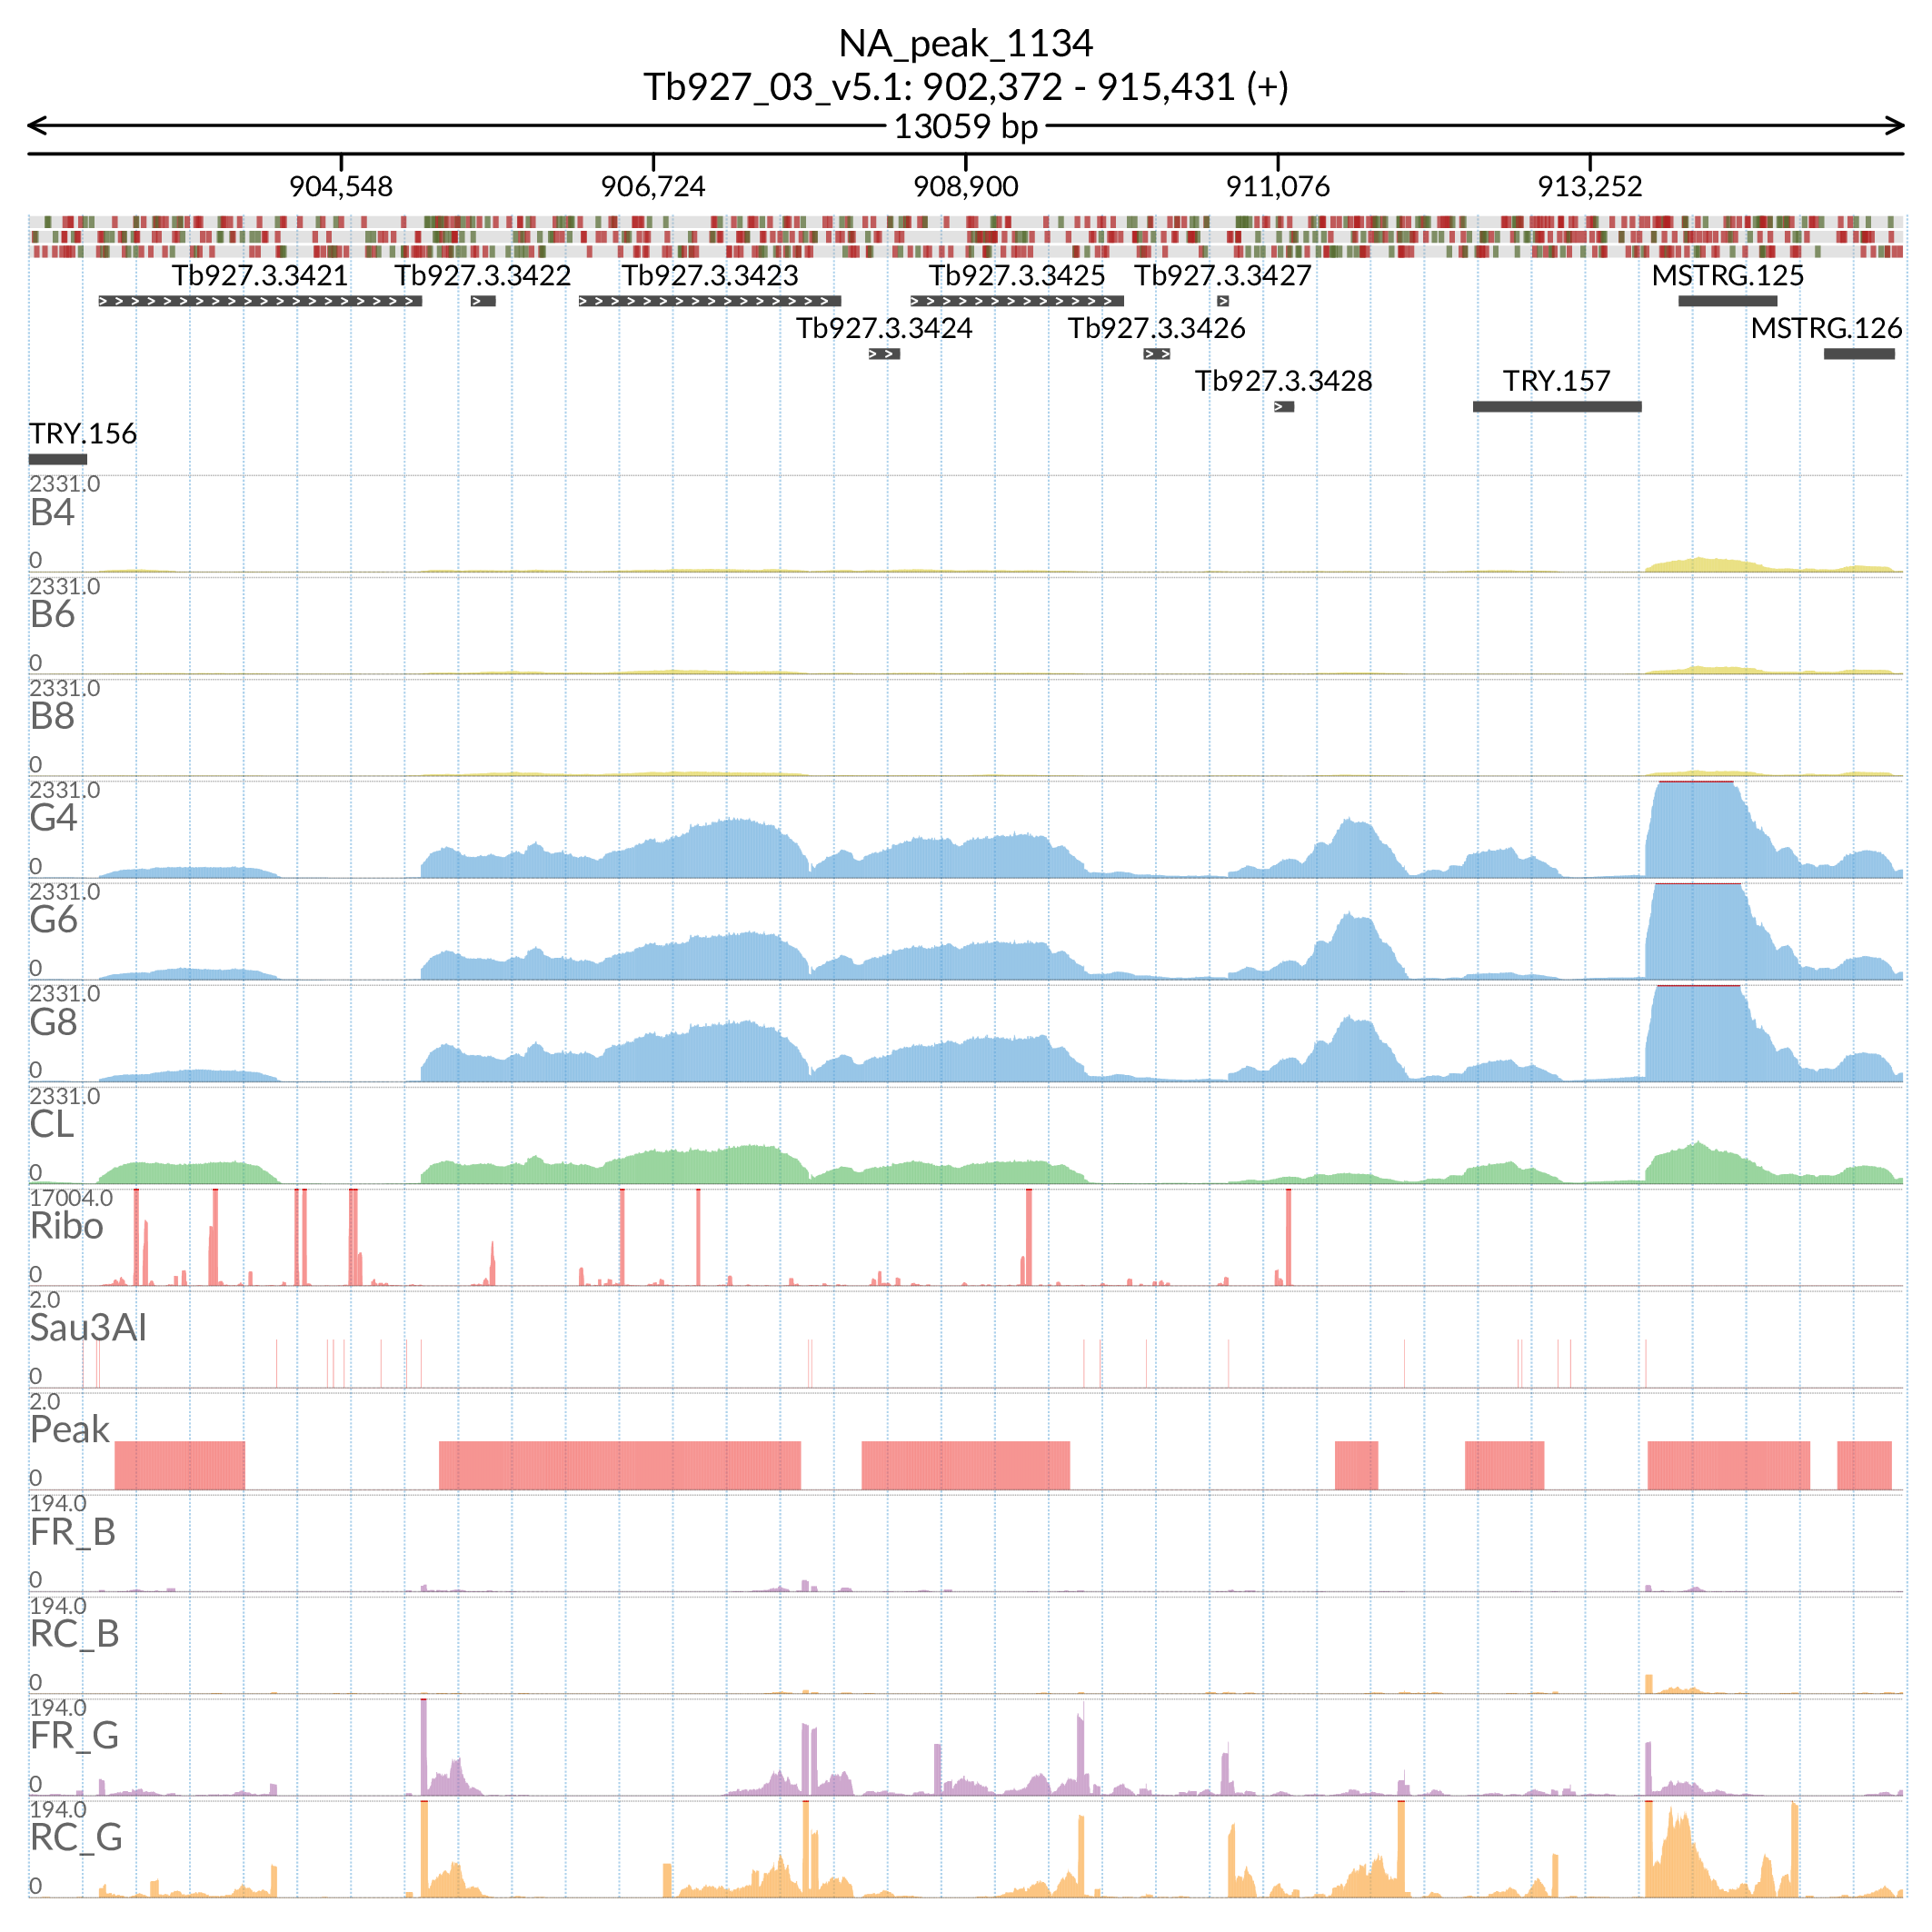 NA_peak_1134
Tb927_03_v5.1: 902,372 - 915,431 (+)
13059 bp
904,548 906,724 908,900 911,076 913,252
Tb927.3.3421 Tb927.3.3422 Tb927.3.3423 Tb927.3.3425 Tb927.3.3427 MSTRG.125
Tb927.3.3424 Tb927.3.3426 MSTRG.126
Tb927.3.3428 TRY.157
TRY.156
2331.0
B4
0
2331.0
B6
0
2331.0
B8
0
2331.0
G4
0
2331.0
G6
0
2331.0
G8
0
2331.0
CL
0
17004.0
Ribo
0
2.0
Sau3AI
0
2.0
Peak
0
194.0
FR_B
0
194.0
RC_B
0
194.0
FR_G
0
194.0
RC_G
0